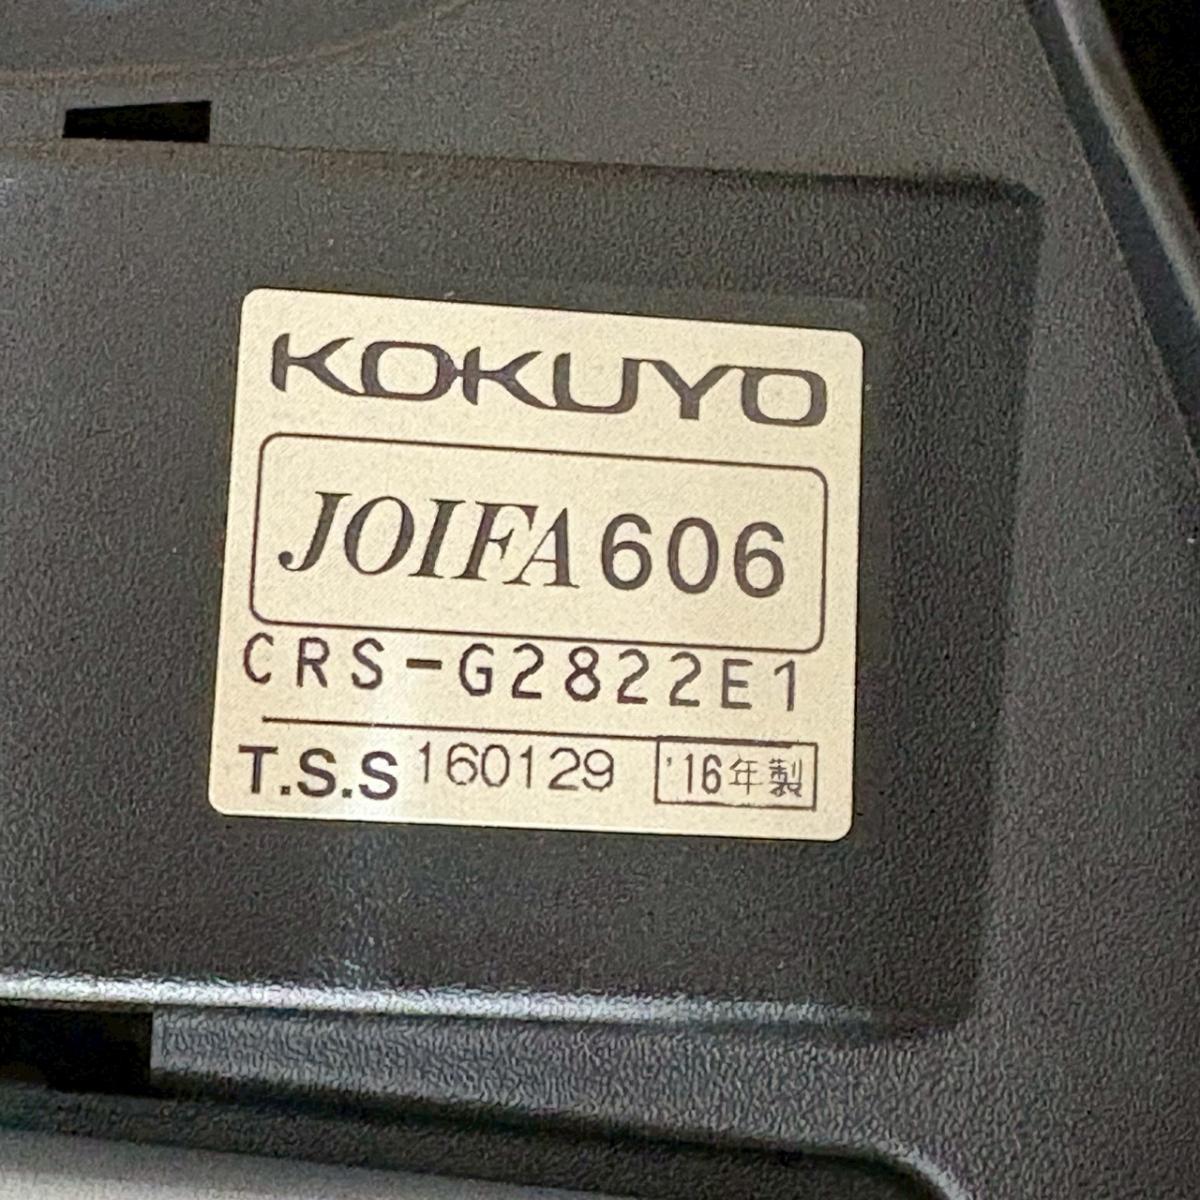 KOKUYO
JOIFA 606
CRS-G2822E1
T.S.S 160129 '16年製